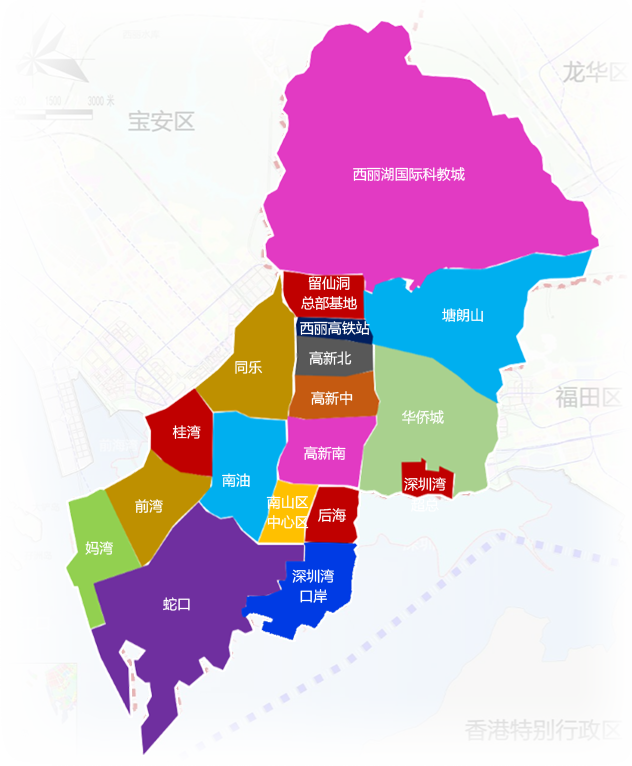 龙华区
1500
3000 米
宝安区
西丽湖国际科教城
留仙洞
总部基地
塘朗山
西丽高铁站
高新北
同乐
高新中
福田区
华侨城
桂湾
高新南
南油
深圳湾
前湾
南山区
中心区
后海
妈湾
深圳湾
口岸
蛇口
香港特别行政区